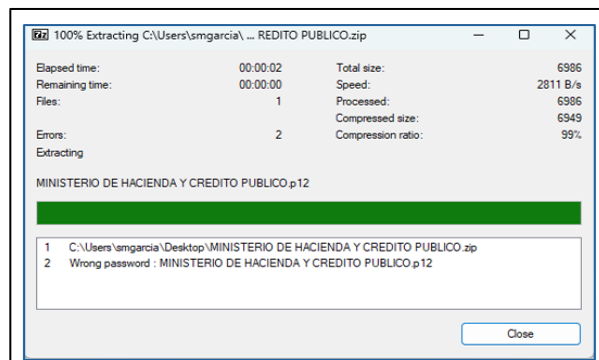 7z 100% Extracting C:\Users\smgarcia\ ... REDITO PUBLICO.zip
Elapsed time: 00:00:02 Total size: 6986
Remaining time: 00:00:00 Speed: 2811 B/s
Files: 1 Processed: 6986
Compressed size: 6949
Errors: 2 Compression ratio: 99%
Extracting
MINISTERIO DE HACIENDA Y CREDITO PUBLICO.p12
1 C:\Users\smgarcia\Desktop\MINISTERIO DE HACIENDA Y CREDITO PUBLICO.zip
2 Wrong password : MINISTERIO DE HACIENDA Y CREDITO PUBLICO.p12
Close